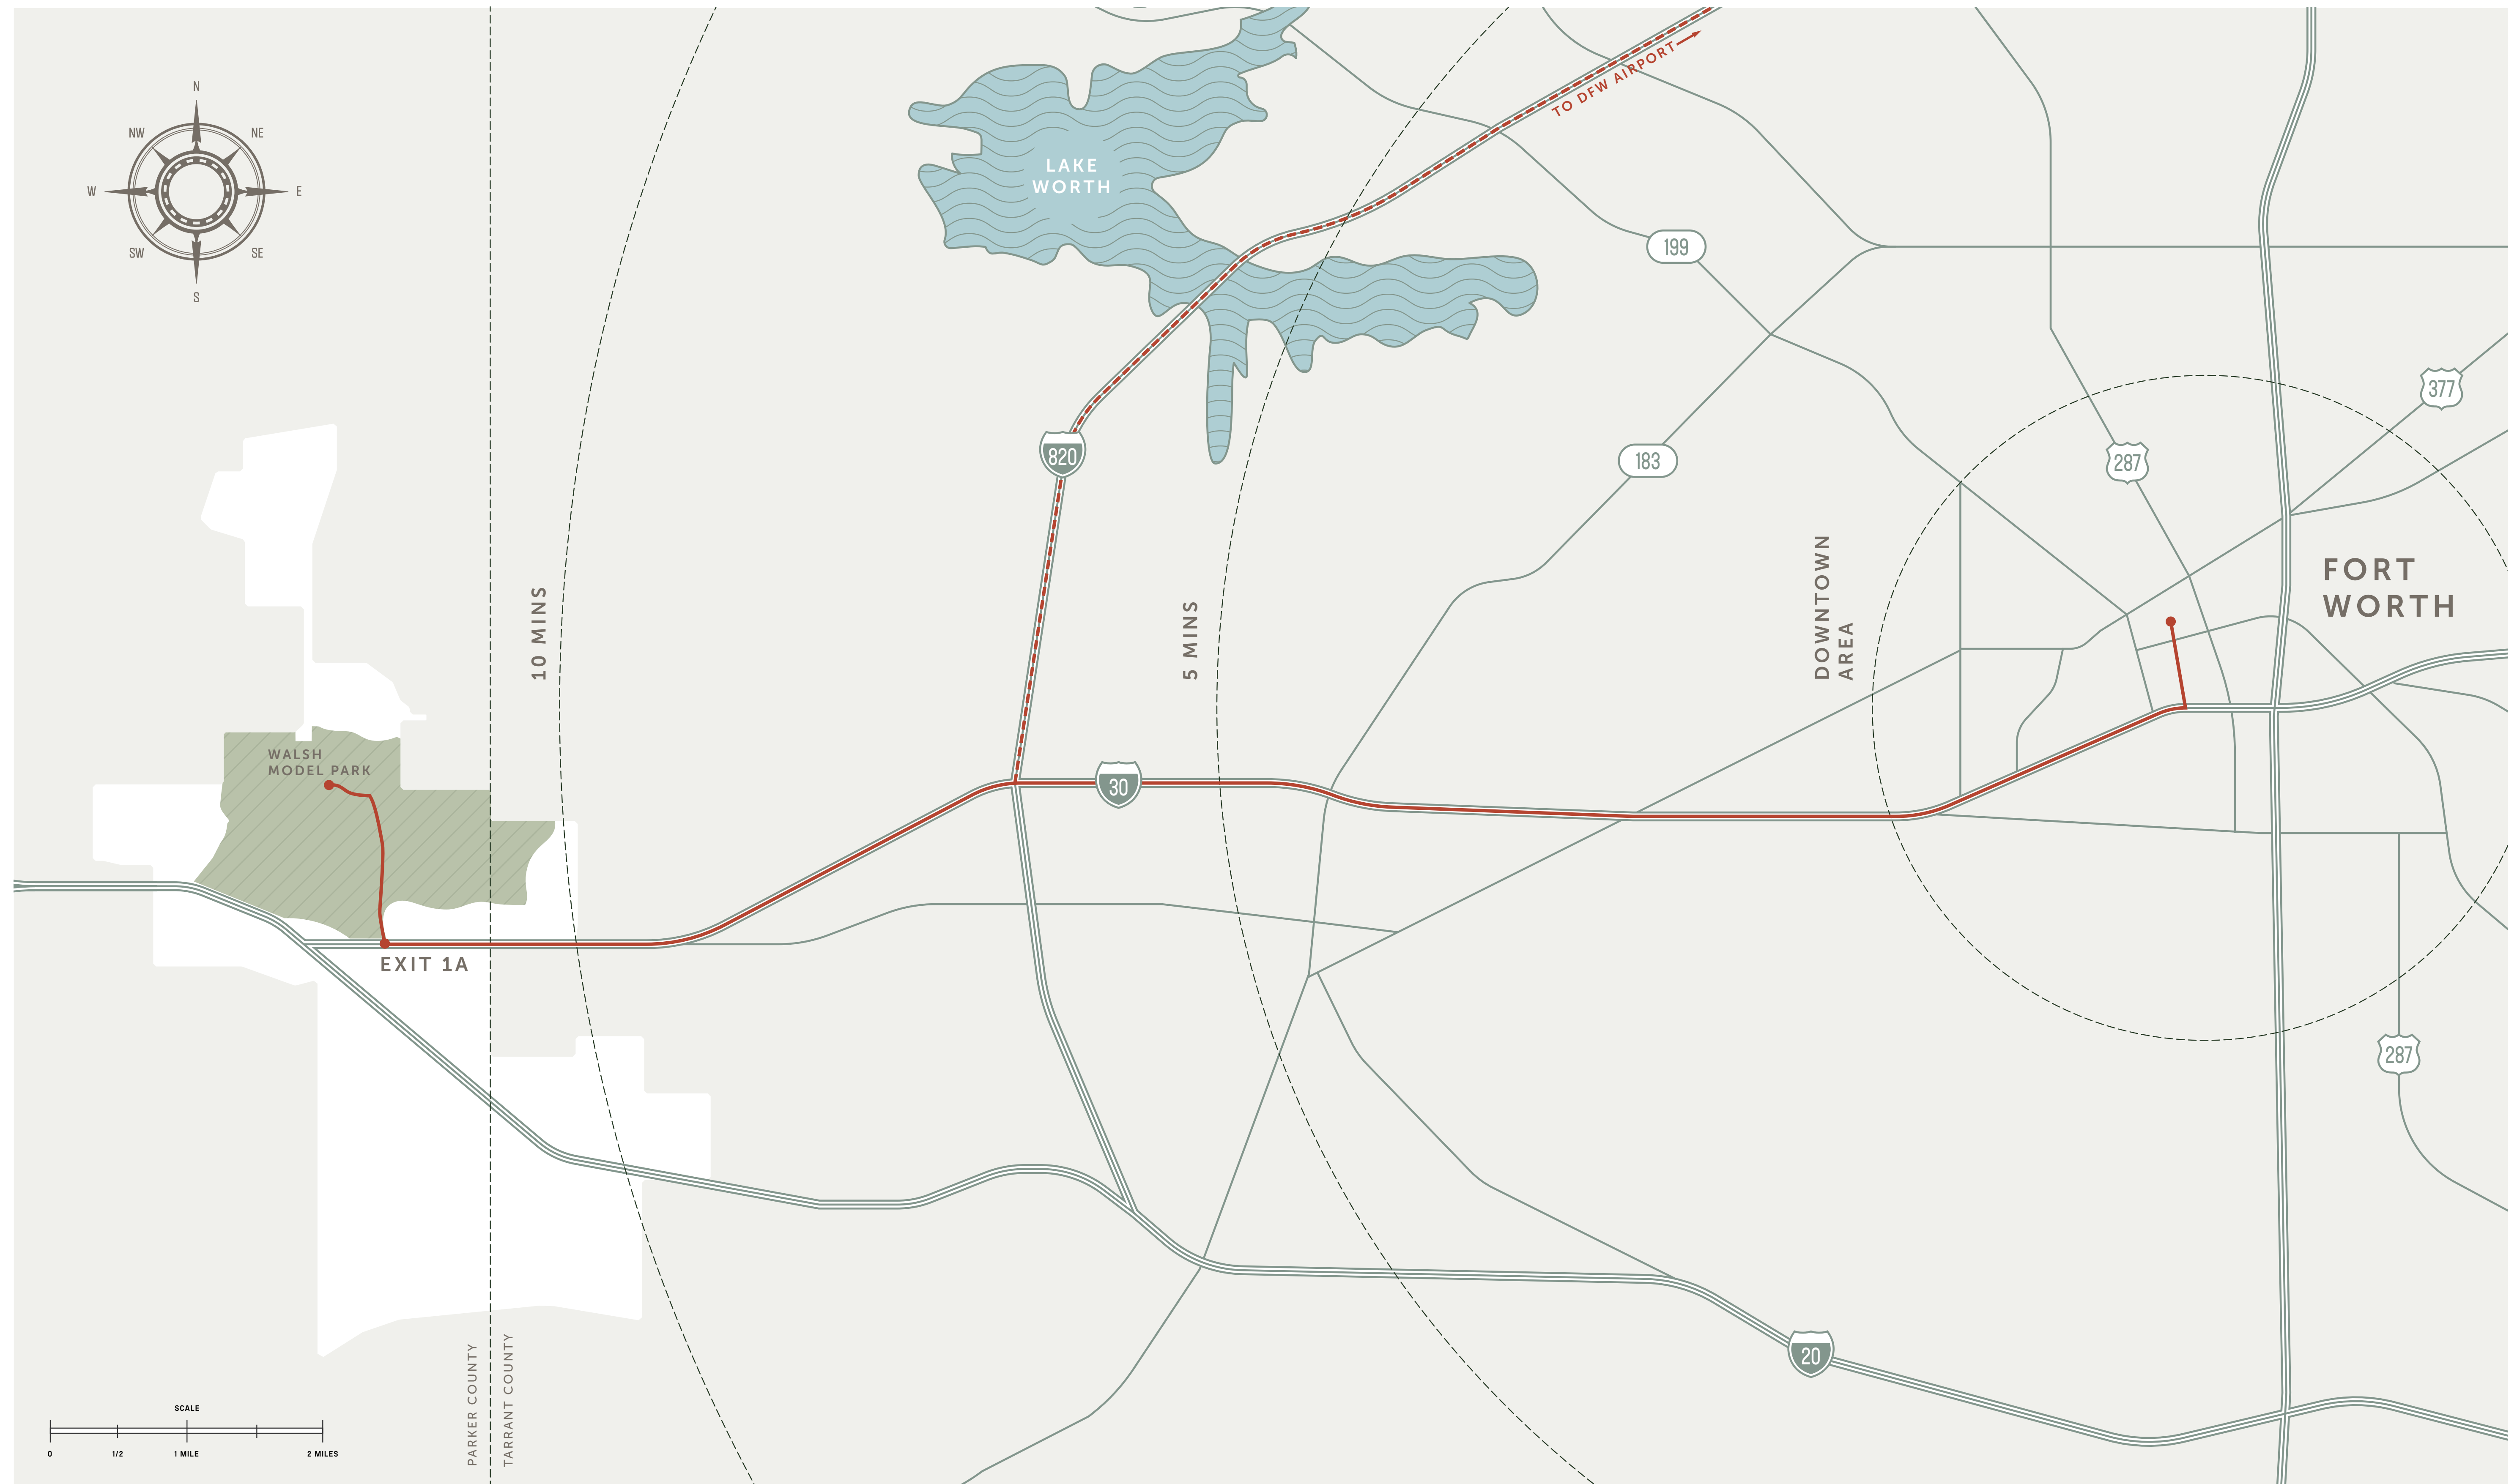 N
NW
NE
W
E
SW
SE
S
LAKE
WORTH
TO DFW AIRPORT
199
377
820
183
287
DOWNTOWN
AREA
FORT
WORTH
10 MINS
5 MINS
WALSH
MODEL PARK
30
EXIT 1A
287
20
PARKER COUNTY
TARRANT COUNTY
SCALE
0
1/2
1 MILE
2 MILES